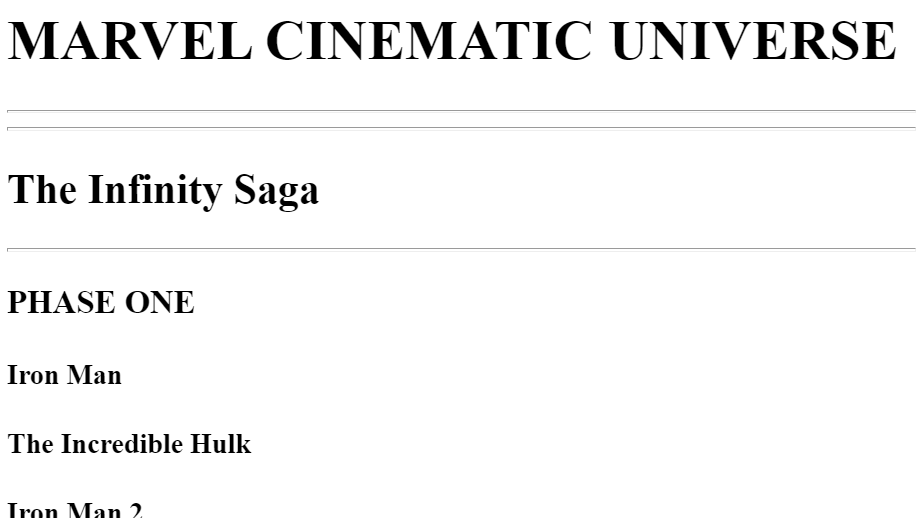 MARVEL CINEMATIC UNIVERSE
The Infinity Saga
PHASE ONE
Iron Man
The Incredible Hulk
Iron Man 2